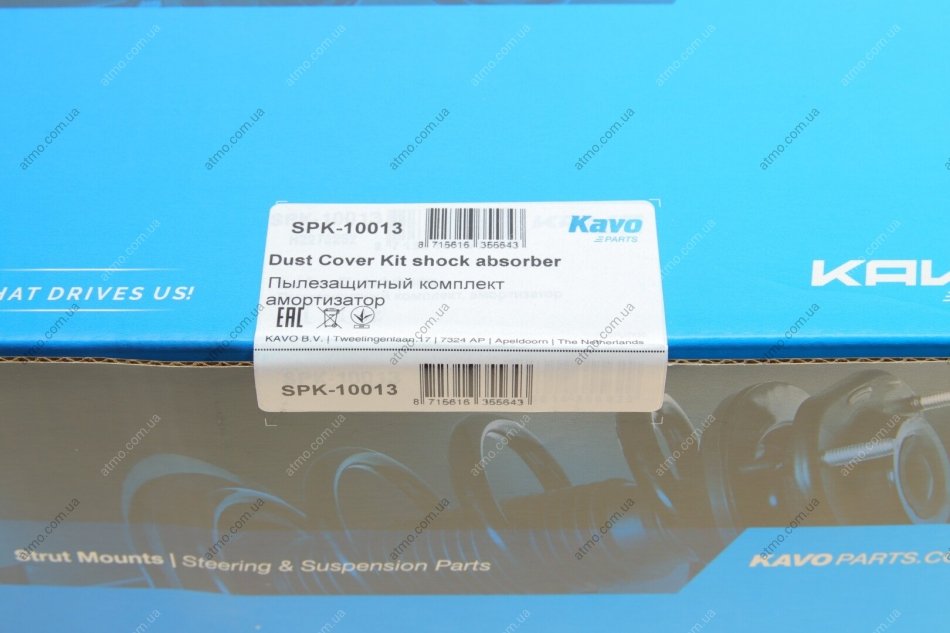 SPK-10013
8 715616 355643
Kavo
PARTS
Dust Cover Kit shock absorber
Пылезащитный комплект
амортизатор
EAC
KAVO B.V. | Tweelingenlaan 17 | 7324 AP | Apeldoorn | The Netherlands
SPK-10013
8 715616 355643
HAT DRIVES US!
KAV
Strut Mounts | Steering & Suspension Parts
KAVOPARTS.CO
atmo.com.ua